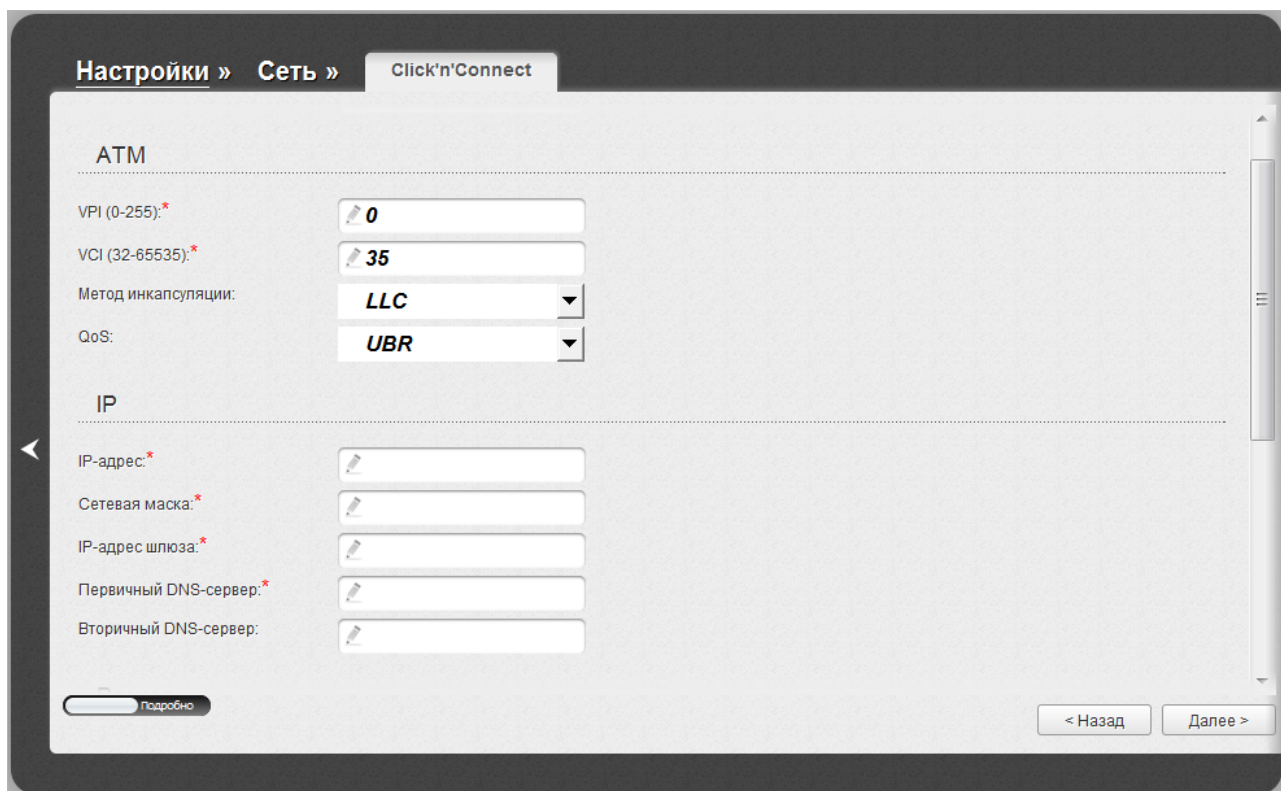 Настройки » Сеть » Click'n'Connect
ATM
VPI (0-255):* 0
VCI (32-65535):* 35
Метод инкапсуляции: LLC
QoS: UBR
IP
IP-адрес:*
Сетевая маска:*
IP-адрес шлюза:*
Первичный DNS-сервер:*
Вторичный DNS-сервер:
Подробно
< Назад Далее >